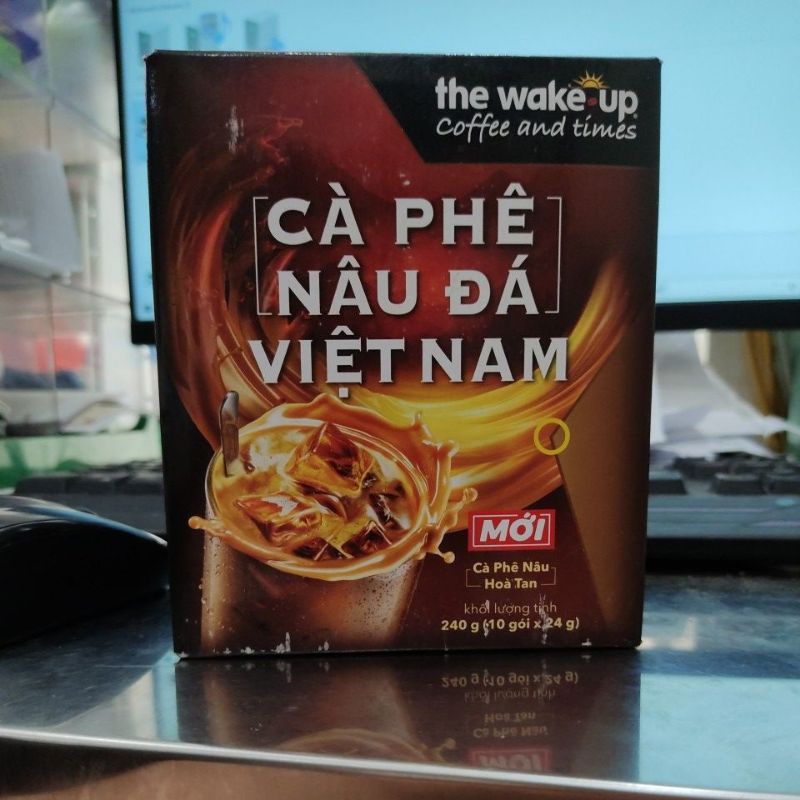 the wake up
Coffee and times
CÀ PHÊ
NÂU ĐÁ
VIỆT NAM
MỚI
Cà Phê Nâu
Hoà Tan
khối lượng tịnh
240 g (10 gói x 24 g)